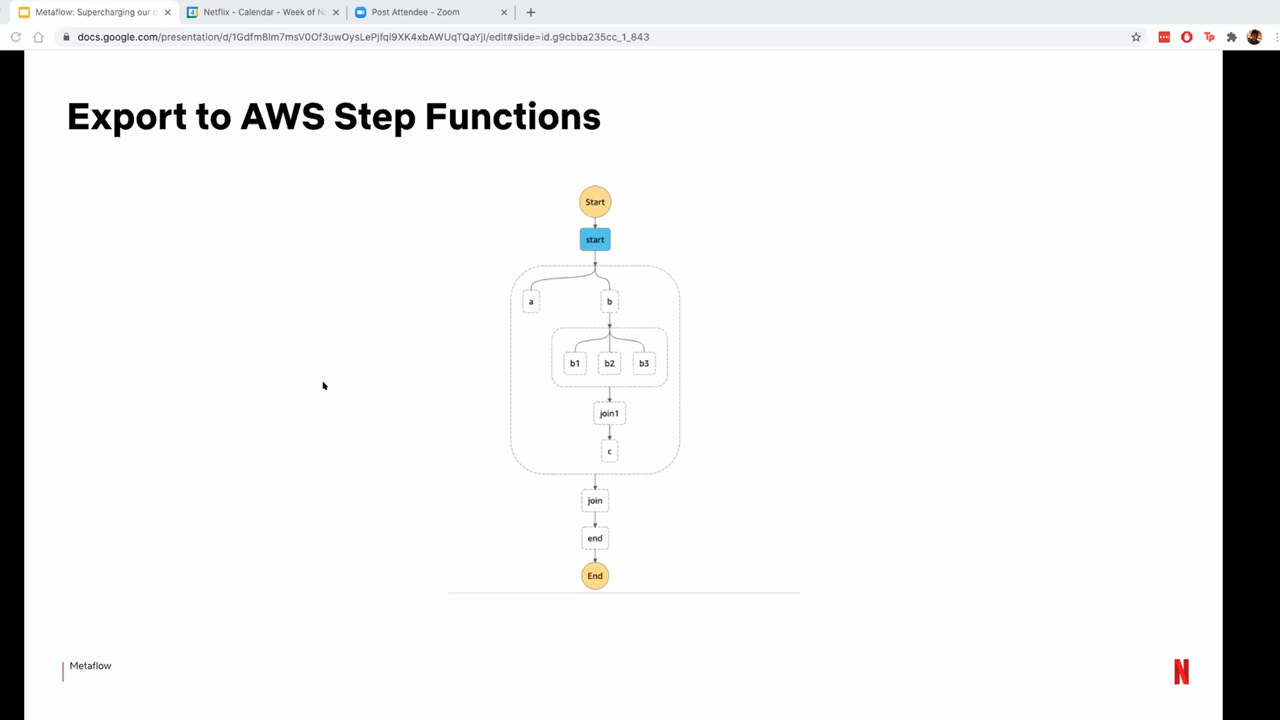 Metaflow: Supercharging our
Netflix - Calendar - Week of N
Post Attendee - Zoom
docs.google.com/presentation/d/1Gdfm8lm7msV0Of3uwOysLePjfqi9XK4xbAWUqTQaYjI/edit#slide=id.g9cbba235cc_1_843
Tp
Export to AWS Step Functions
Start
start
a b
b1 b2 b3
join1
c
join
end
End
Metaflow
N